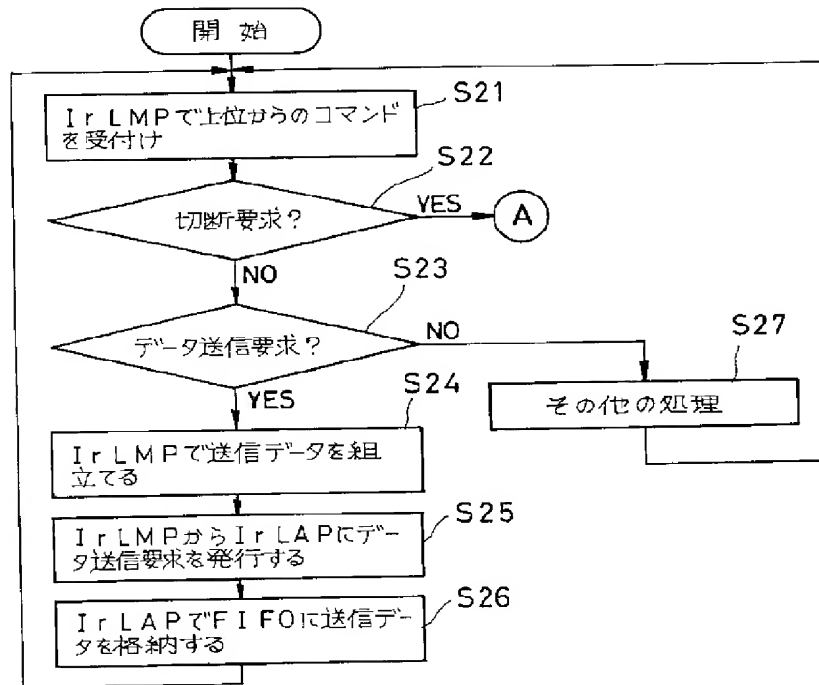 開始
IrLMPで上位からのコマンド
を受付け
S21
S22
切断要求?
YES
A
NO
S23
データ送信要求?
NO
S27
YES
その他の処理
S24
IrLMPで送信データを組
立てる
IrLMPからIrLAPにデー
タ送信要求を発行する
S25
IrLAPでFIFOに送信デー
タを格納する
S26